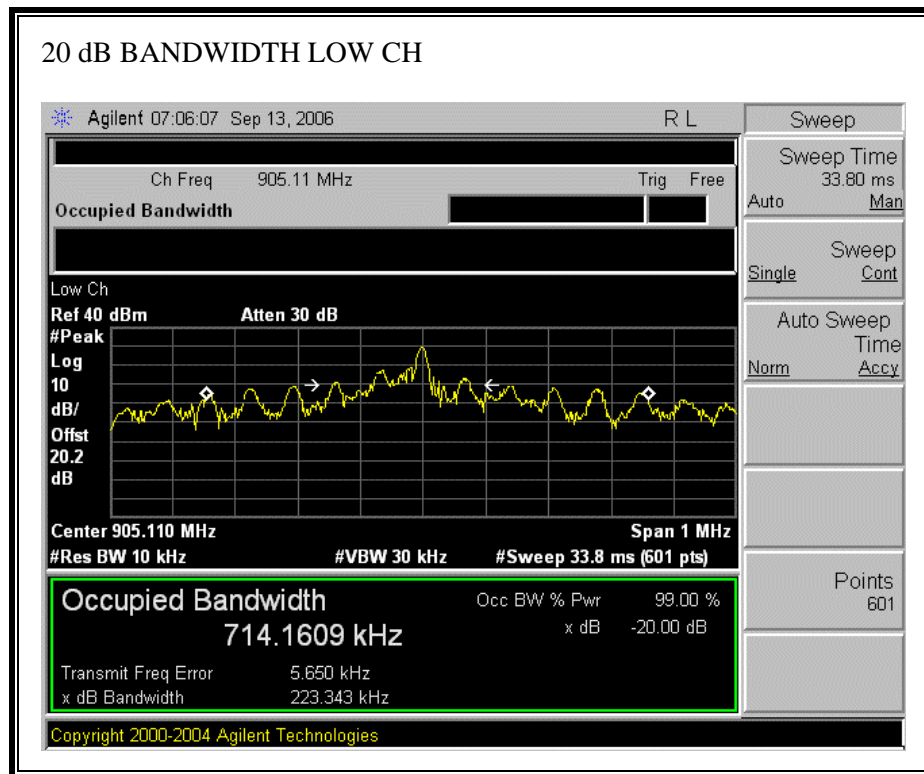 20 dB BANDWIDTH LOW CH
Agilent 07:06:07 Sep 13, 2006 R L
Sweep
Ch Freq 905.11 MHz Trig Free
Occupied Bandwidth
Sweep Time
33.80 ms
Auto Man
Sweep
Single Cont
Auto Sweep
Time
Norm Accy
Points
601
Low Ch
Ref 40 dBm Atten 30 dB
#Peak
Log
10
dB/
Offst
20.2
dB
Center 905.110 MHz Span 1 MHz
#Res BW 10 kHz #VBW 30 kHz #Sweep 33.8 ms (601 pts)
Occupied Bandwidth Occ BW % Pwr 99.00 %
714.1609 kHz x dB -20.00 dB
Transmit Freq Error 5.650 kHz
x dB Bandwidth 223.343 kHz
Copyright 2000-2004 Agilent Technologies